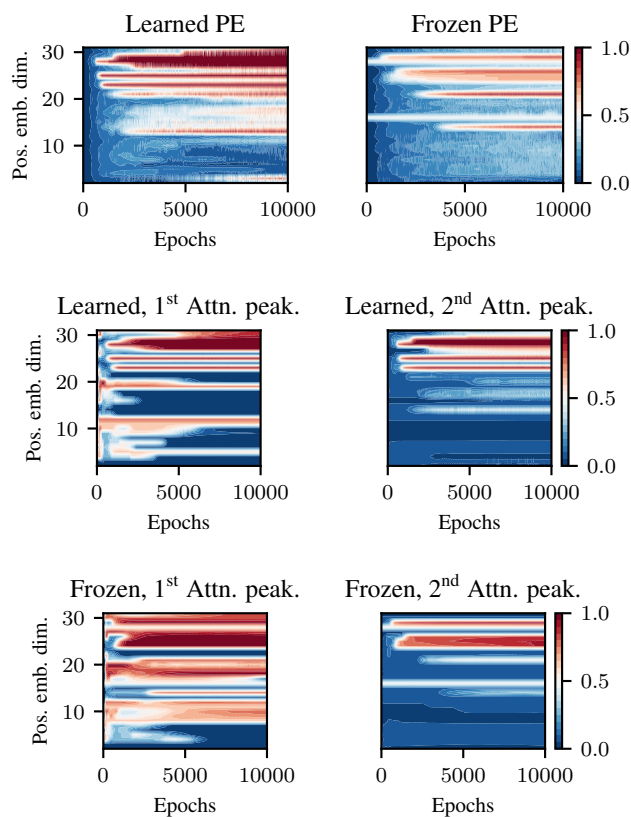 Learned PE
Frozen PE
Pos. emb. dim.
30
20
10
0
5000
10000
Epochs
0
5000
10000
Epochs
1.0
0.5
0.0
Learned, 1st Attn. peak.
Learned, 2nd Attn. peak.
Pos. emb. dim.
30
20
10
0
5000
10000
Epochs
0
5000
10000
Epochs
1.0
0.5
0.0
Frozen, 1st Attn. peak.
Frozen, 2nd Attn. peak.
Pos. emb. dim.
30
20
10
0
5000
10000
Epochs
0
5000
10000
Epochs
1.0
0.5
0.0